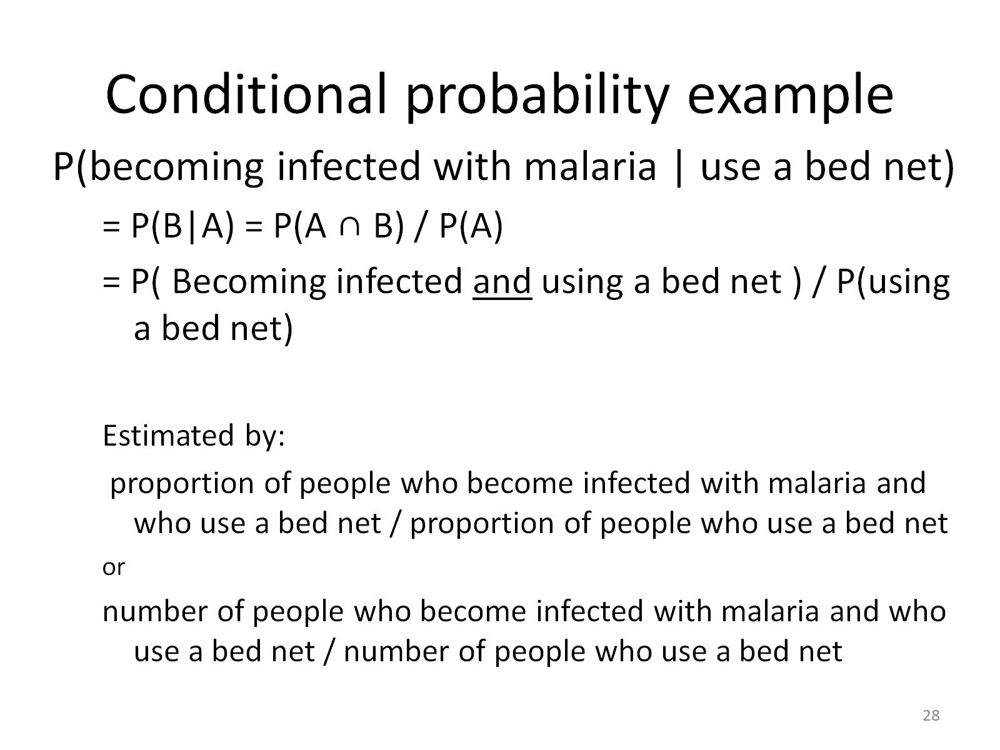 Conditional probability example
P(becoming infected with malaria | use a bed net)
= P(B|A) = P(A ∩ B) / P(A)
= P( Becoming infected and using a bed net ) / P(using
a bed net)
Estimated by:
proportion of people who become infected with malaria and
who use a bed net / proportion of people who use a bed net
or
number of people who become infected with malaria and who
use a bed net / number of people who use a bed net
28